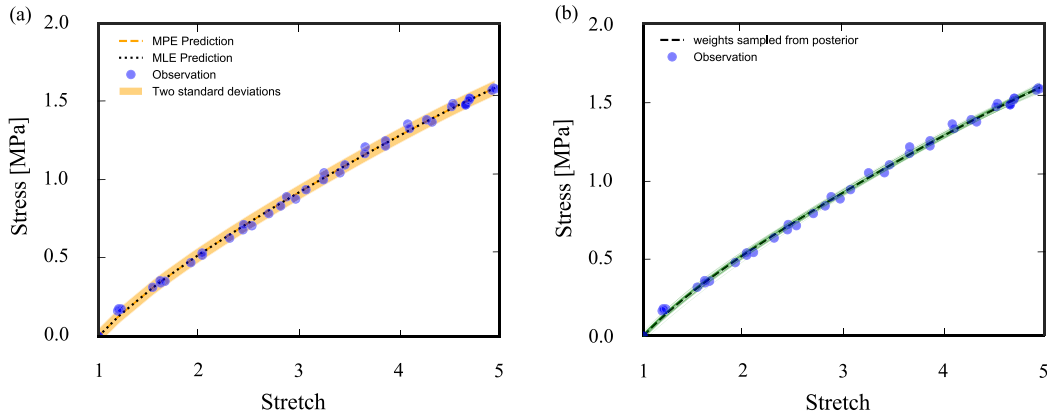 (a)
2.0
MPE Prediction
MLE Prediction
Observation
Two standard deviations
1.5
1.0
0.5
0.0
Stress [MPa]
1 2 3 4 5
Stretch
(b)
2.0
weights sampled from posterior
Observation
1.5
1.0
0.5
0.0
Stress [MPa]
1 2 3 4 5
Stretch